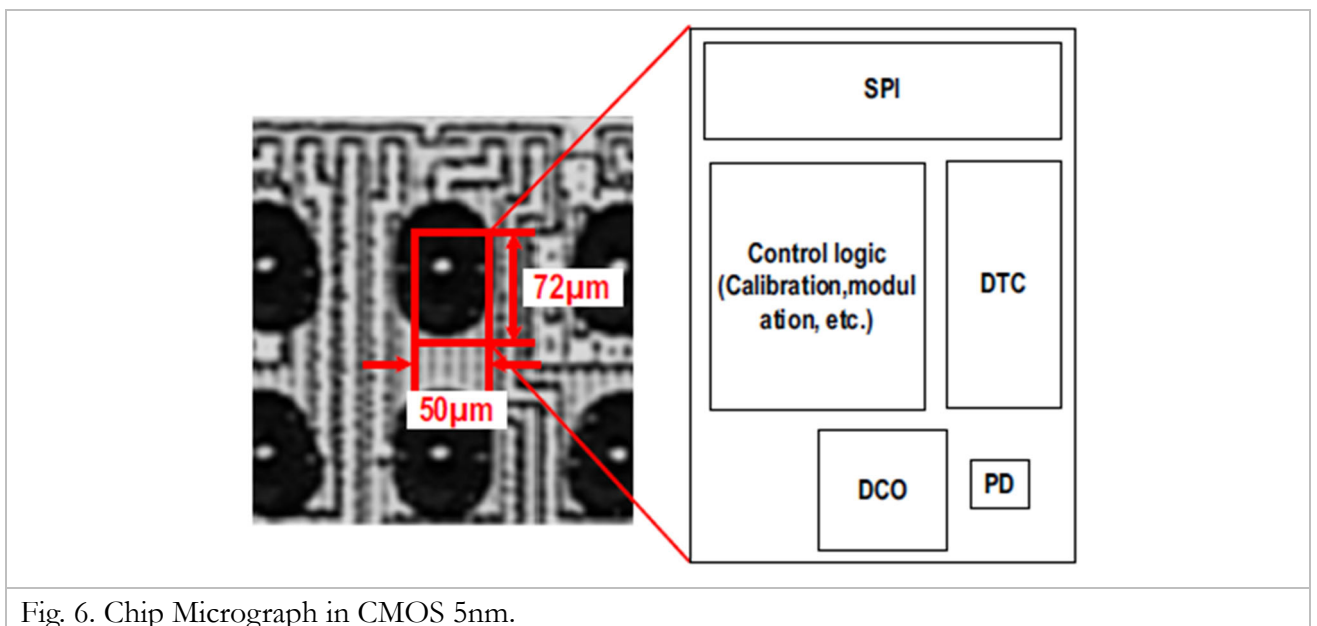 SPI
72μm
50μm
Control logic
(Calibration,modul
ation, etc.)
DTC
DCO
PD
Fig. 6. Chip Micrograph in CMOS 5nm.